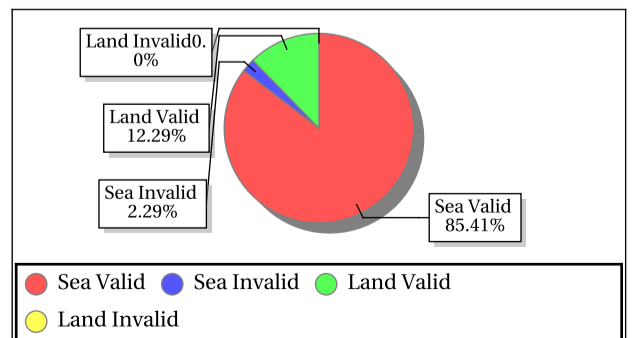 Land Invalid0.
0%
Land Valid
12.29%
Sea Invalid
2.29%
Sea Valid
85.41%
Sea Valid Sea Invalid Land Valid
Land Invalid